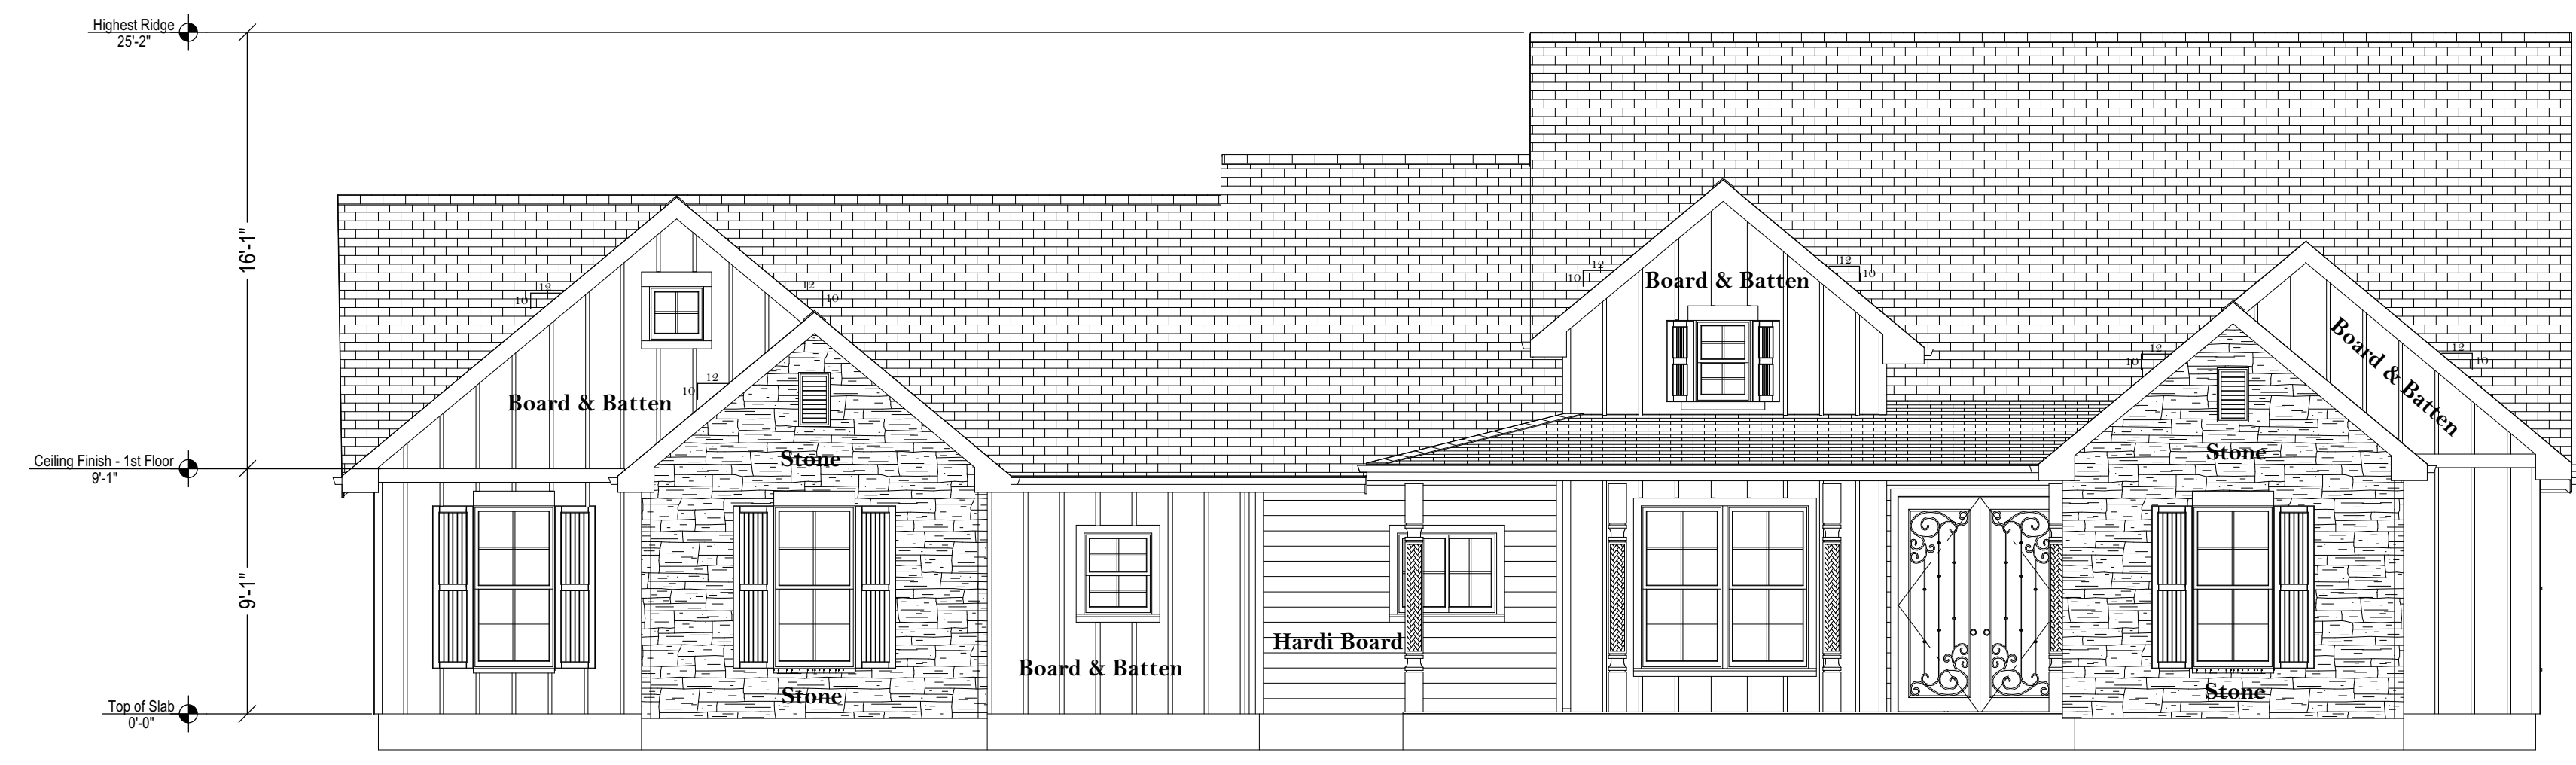 Highest Ridge
25'-2"
16'-1"
12
10
12
10
12
10
Board & Batten
12
10
12
10
Board & Batten
12
10
12
10
Board & Batten
Stone
Stone
Ceiling Finish - 1st Floor
9'-1"
9'-1"
Hardi Board
Board & Batten
Stone
Stone
Top of Slab
0'-0"